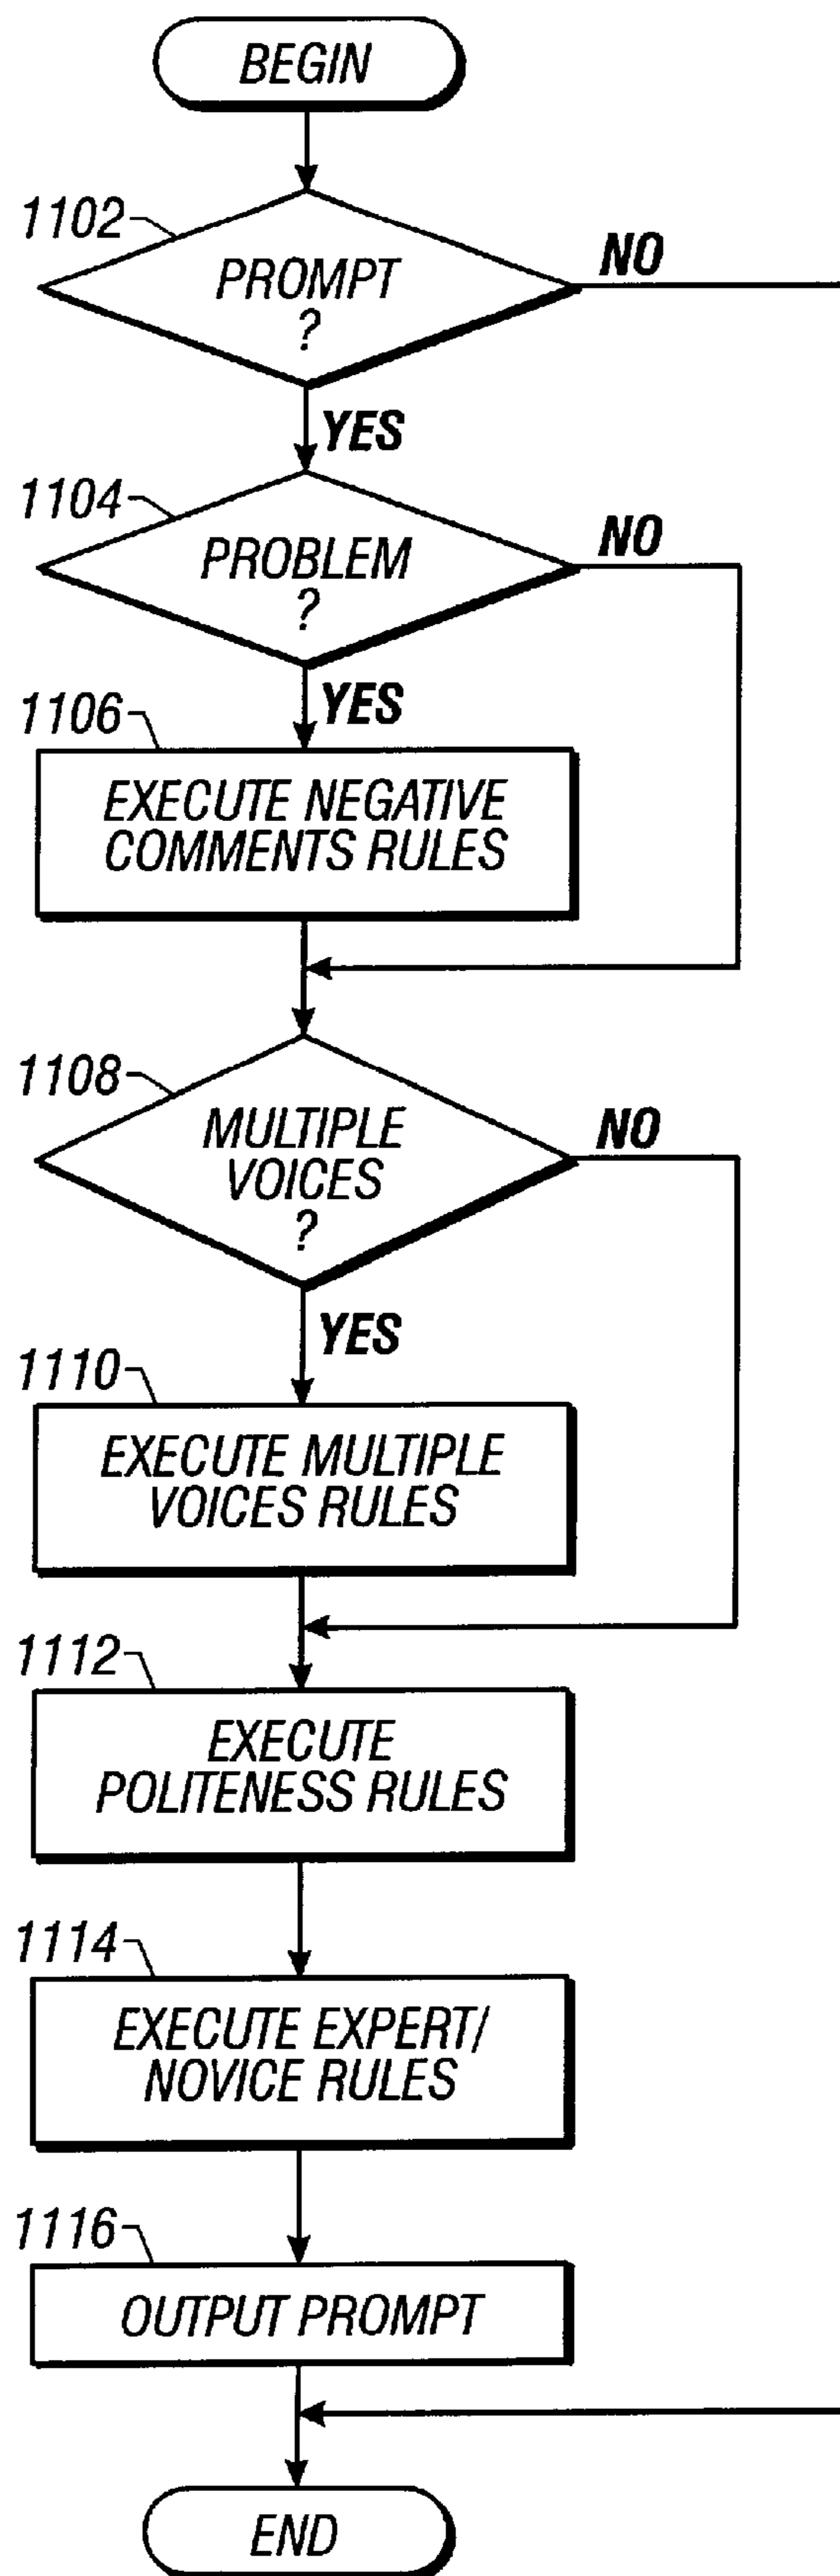 BEGIN
1102
PROMPT
?
NO
YES
1104
PROBLEM
?
NO
YES
1106
EXECUTE NEGATIVE
COMMENTS RULES
1108
MULTIPLE
VOICES
?
NO
YES
1110
EXECUTE MULTIPLE
VOICES RULES
1112
EXECUTE
POLITENESS RULES
1114
EXECUTE EXPERT/
NOVICE RULES
1116
OUTPUT PROMPT
END